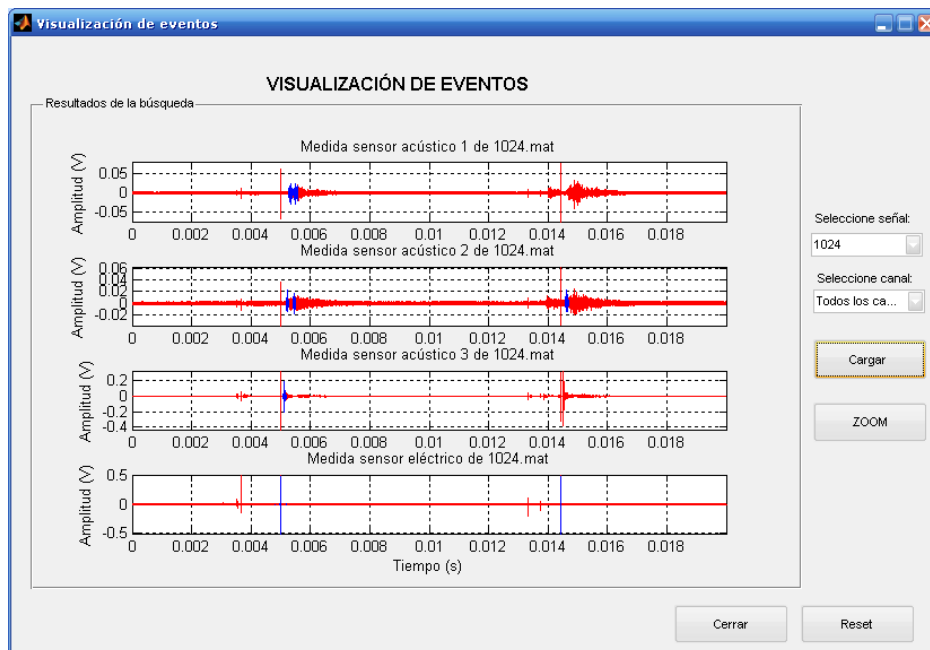 Visualización de eventos
VISUALIZACIÓN DE EVENTOS
Resultados de la búsqueda
Medida sensor acústico 1 de 1024.mat
Amplitud (V)
0.05
0
-0.05
0 0.002 0.004 0.006 0.008 0.01 0.012 0.014 0.016 0.018
Medida sensor acústico 2 de 1024.mat
Amplitud (V)
0.06
0.04
0.02
0
-0.02
0 0.002 0.004 0.006 0.008 0.01 0.012 0.014 0.016 0.018
Medida sensor acústico 3 de 1024.mat
Amplitud (V)
0.2
0
-0.2
-0.4
0 0.002 0.004 0.006 0.008 0.01 0.012 0.014 0.016 0.018
Medida sensor eléctrico de 1024.mat
Amplitud (V)
0.5
0
-0.5
0 0.002 0.004 0.006 0.008 0.01 0.012 0.014 0.016 0.018
Tiempo (s)
Seleccione señal:
1024
Seleccione canal:
Todos los ca...
Cargar
ZOOM
Cerrar
Reset